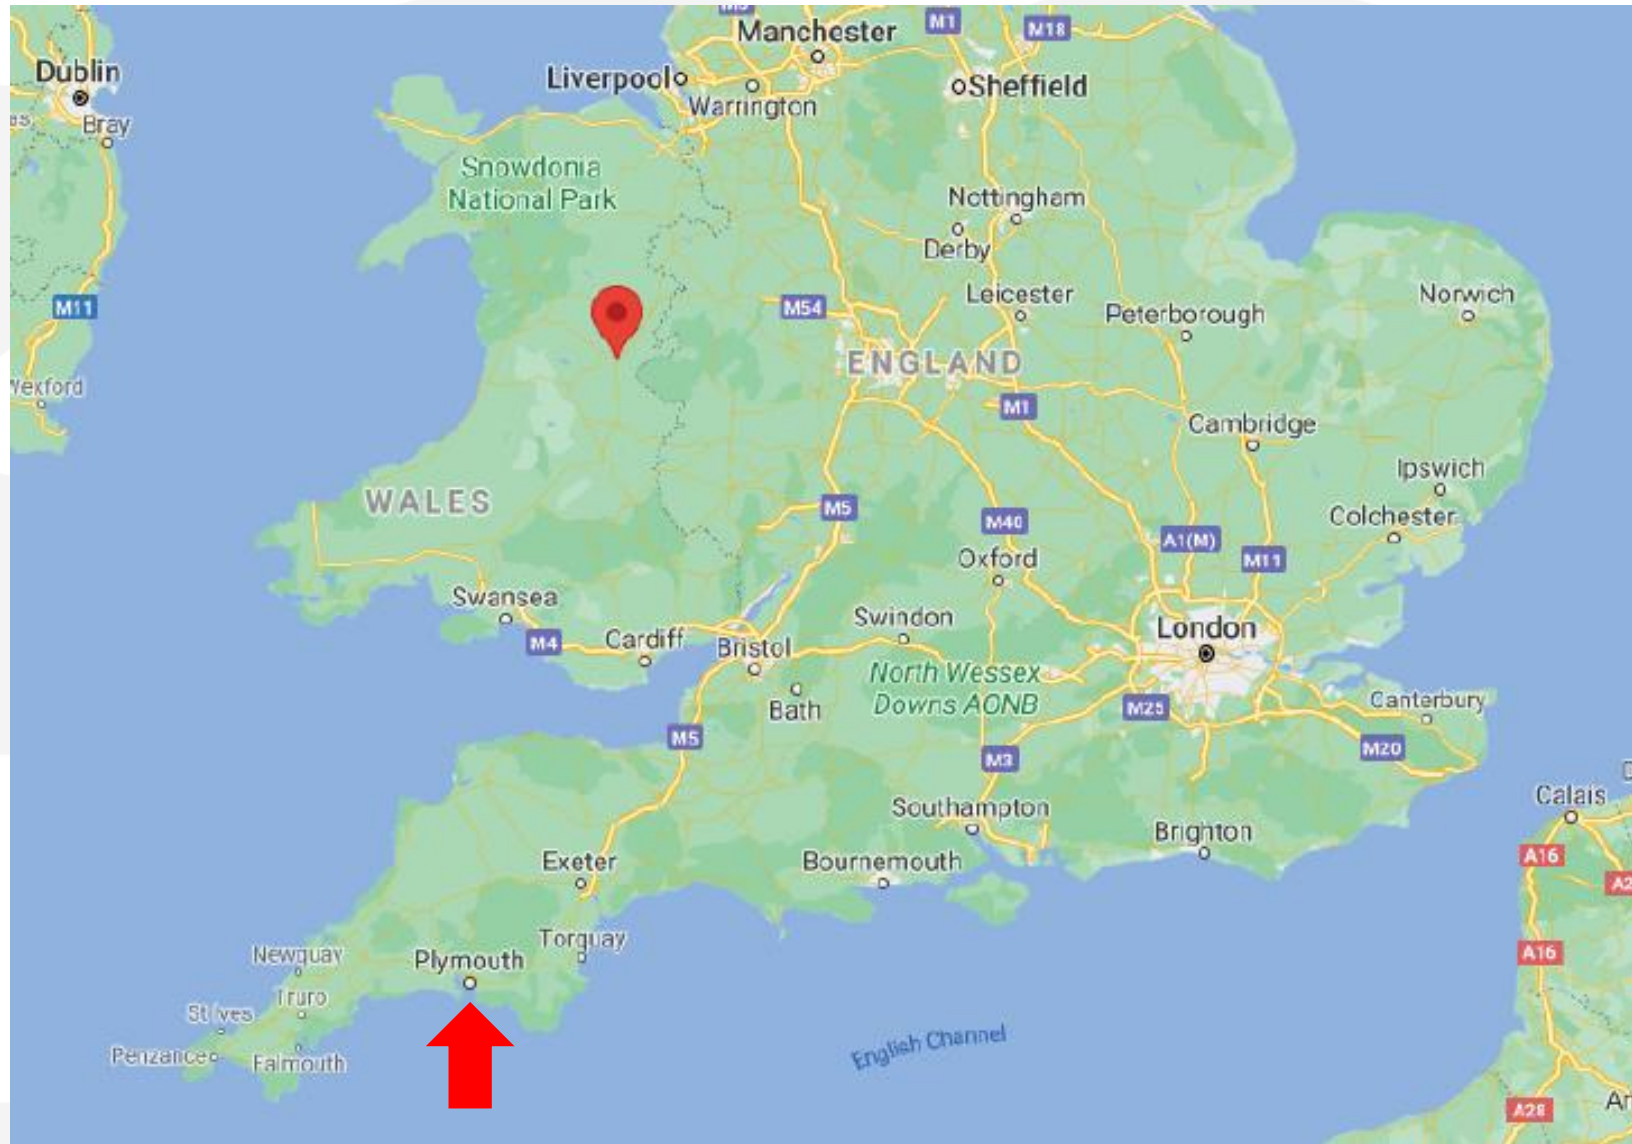 M1
M18
Manchester
Dublin
Liverpool
Sheffield
Warrington
Bray
Snowdonia
National Park
Nottingham
Derby
M11
M54
Leicester
Norwich
Peterborough
ENGLAND
M1
Cambridge
Ipswich
WALES
M5
M40
Colchester
A1(M)
M11
Oxford
Swansea
Swindon
London
M4
Cardiff
Bristol
North Wessex
Downs AONB
Bath
M25
Canterbury
M5
M20
M3
Calais
Southampton
Brighton
Exeter
Bournemouth
A16
Torquay
Newquay
Plymouth
A16
Truro
St Ives
English Channel
Penzance
Falmouth
A28